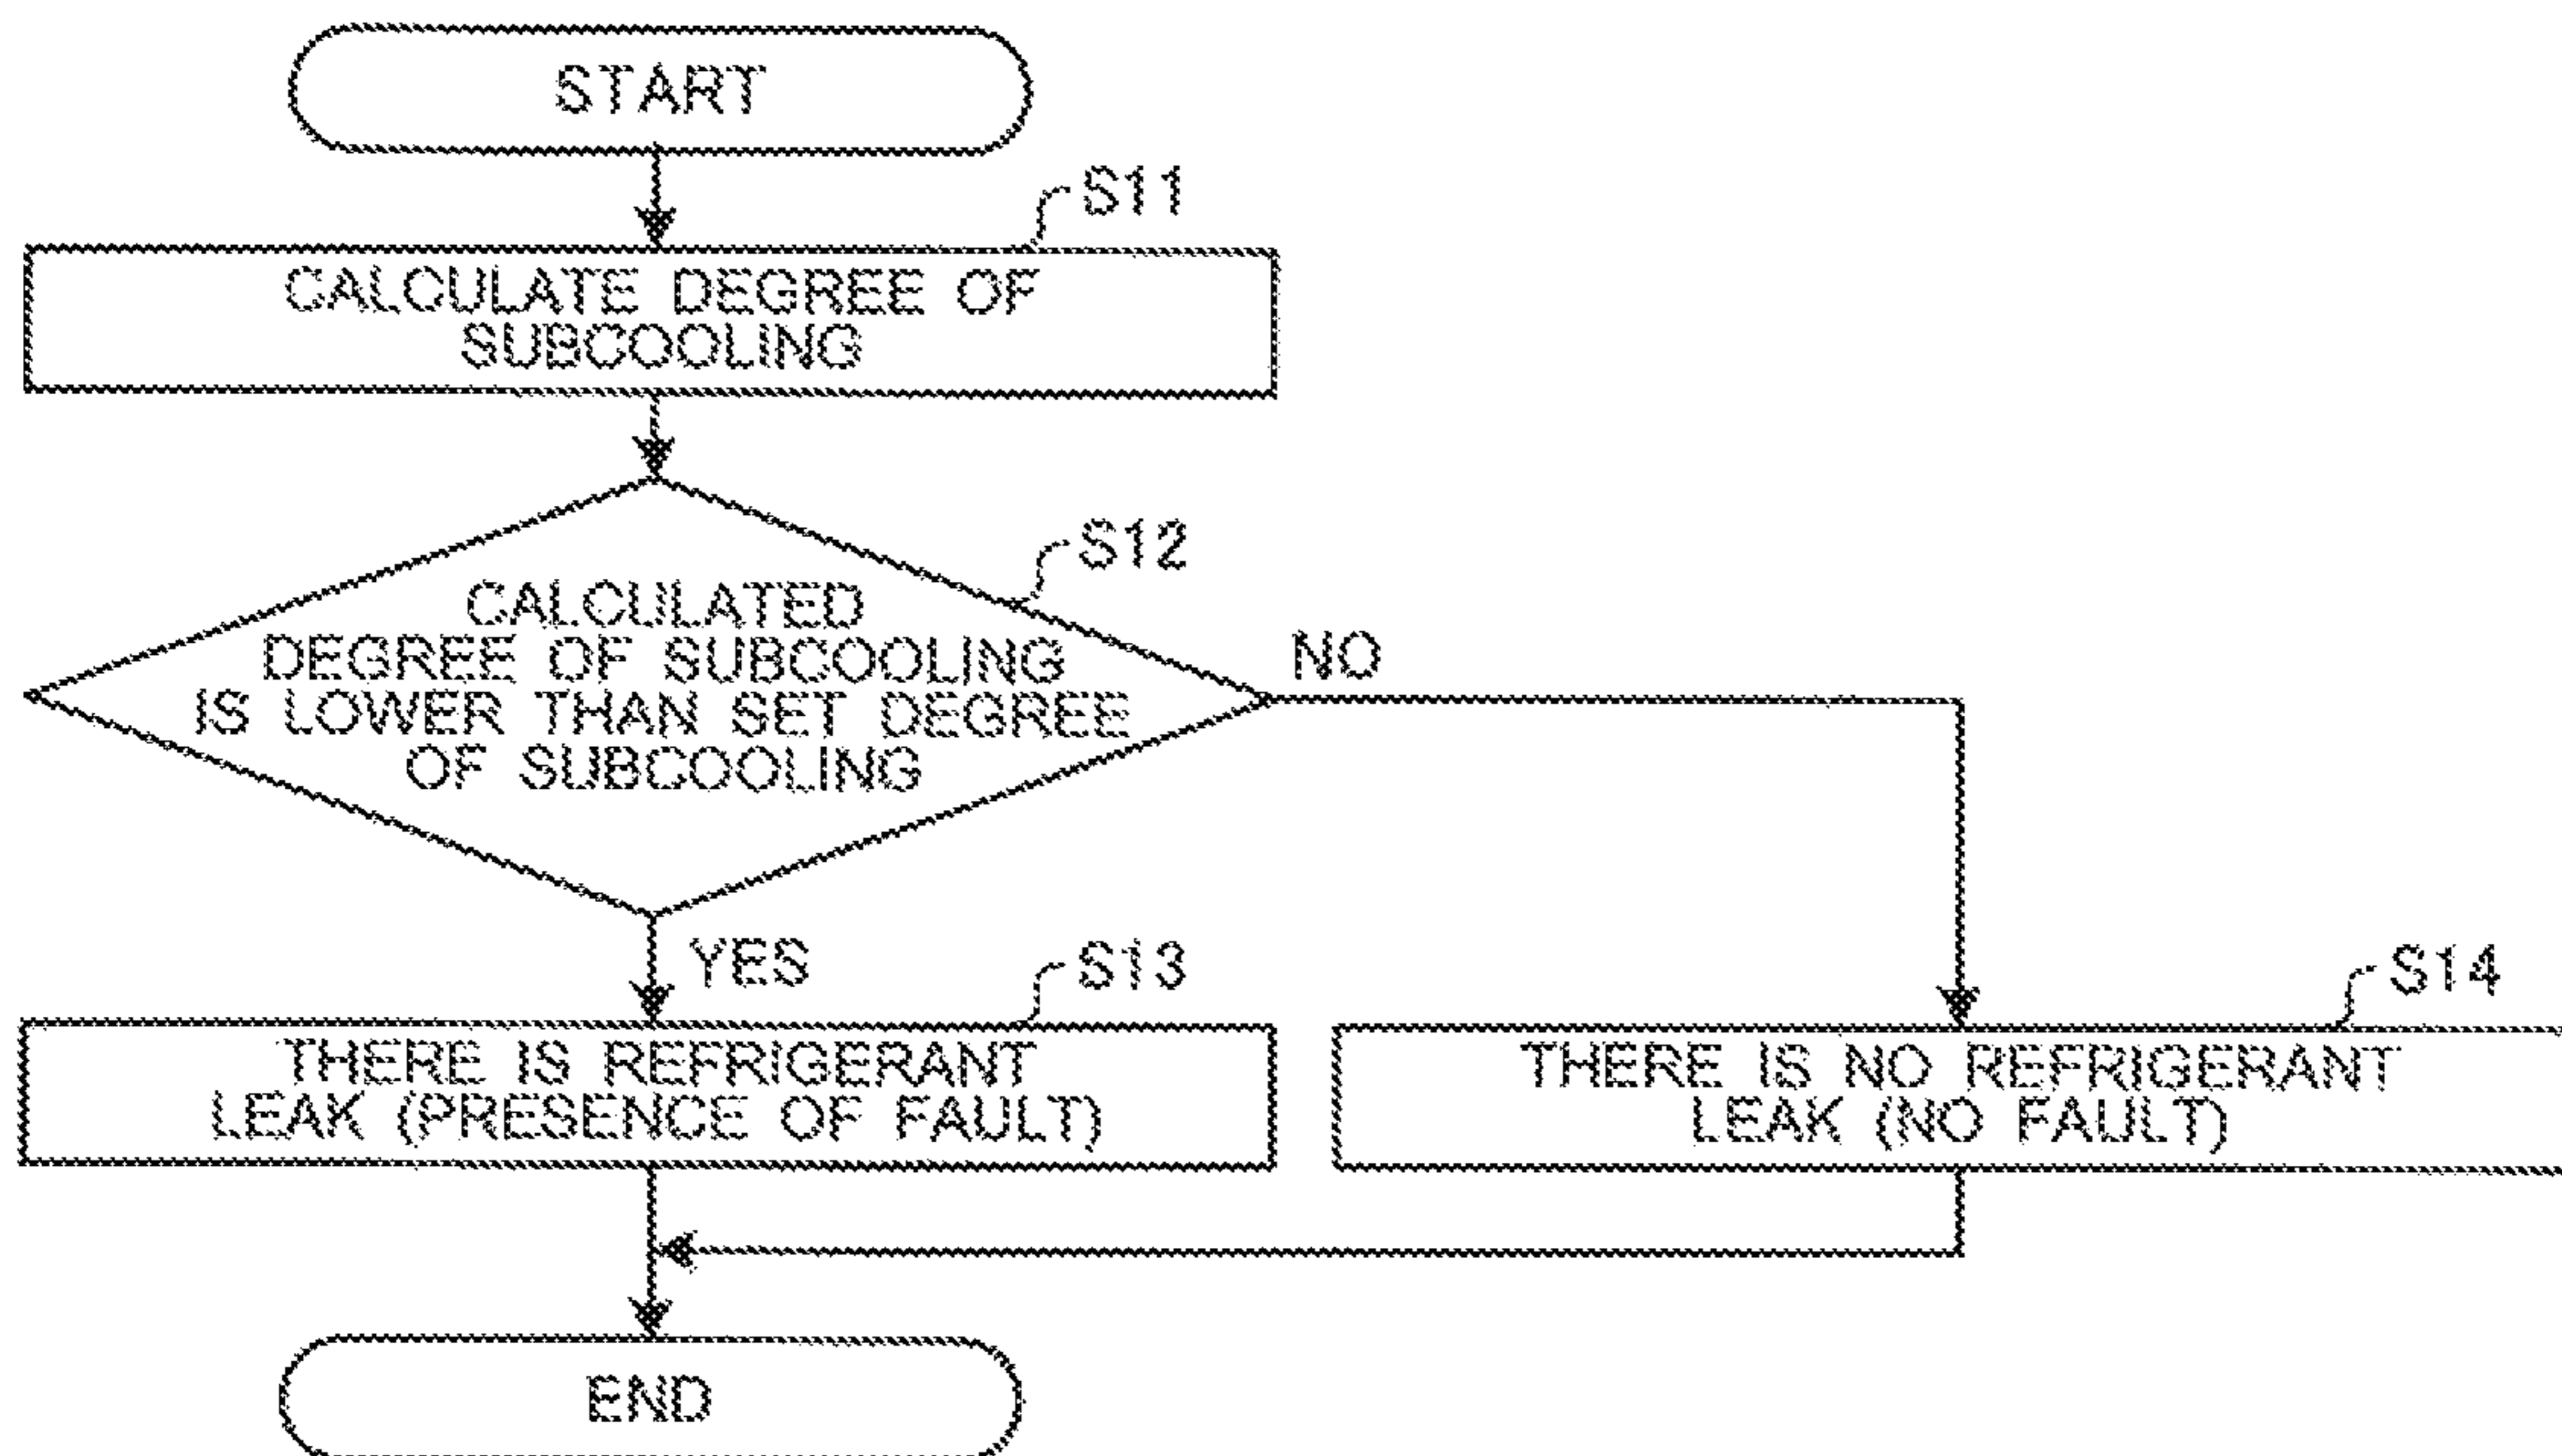 START
S11
CALCULATE DEGREE OF
SUBCOOLING
S12
CALCULATED
DEGREE OF SUBCOOLING
IS LOWER THAN SET DEGREE
OF SUBCOOLING
NO
YES
S13
S14
THERE IS REFRIGERANT
LEAK (PRESENCE OF FAULT)
THERE IS NO REFRIGERANT
LEAK (NO FAULT)
END